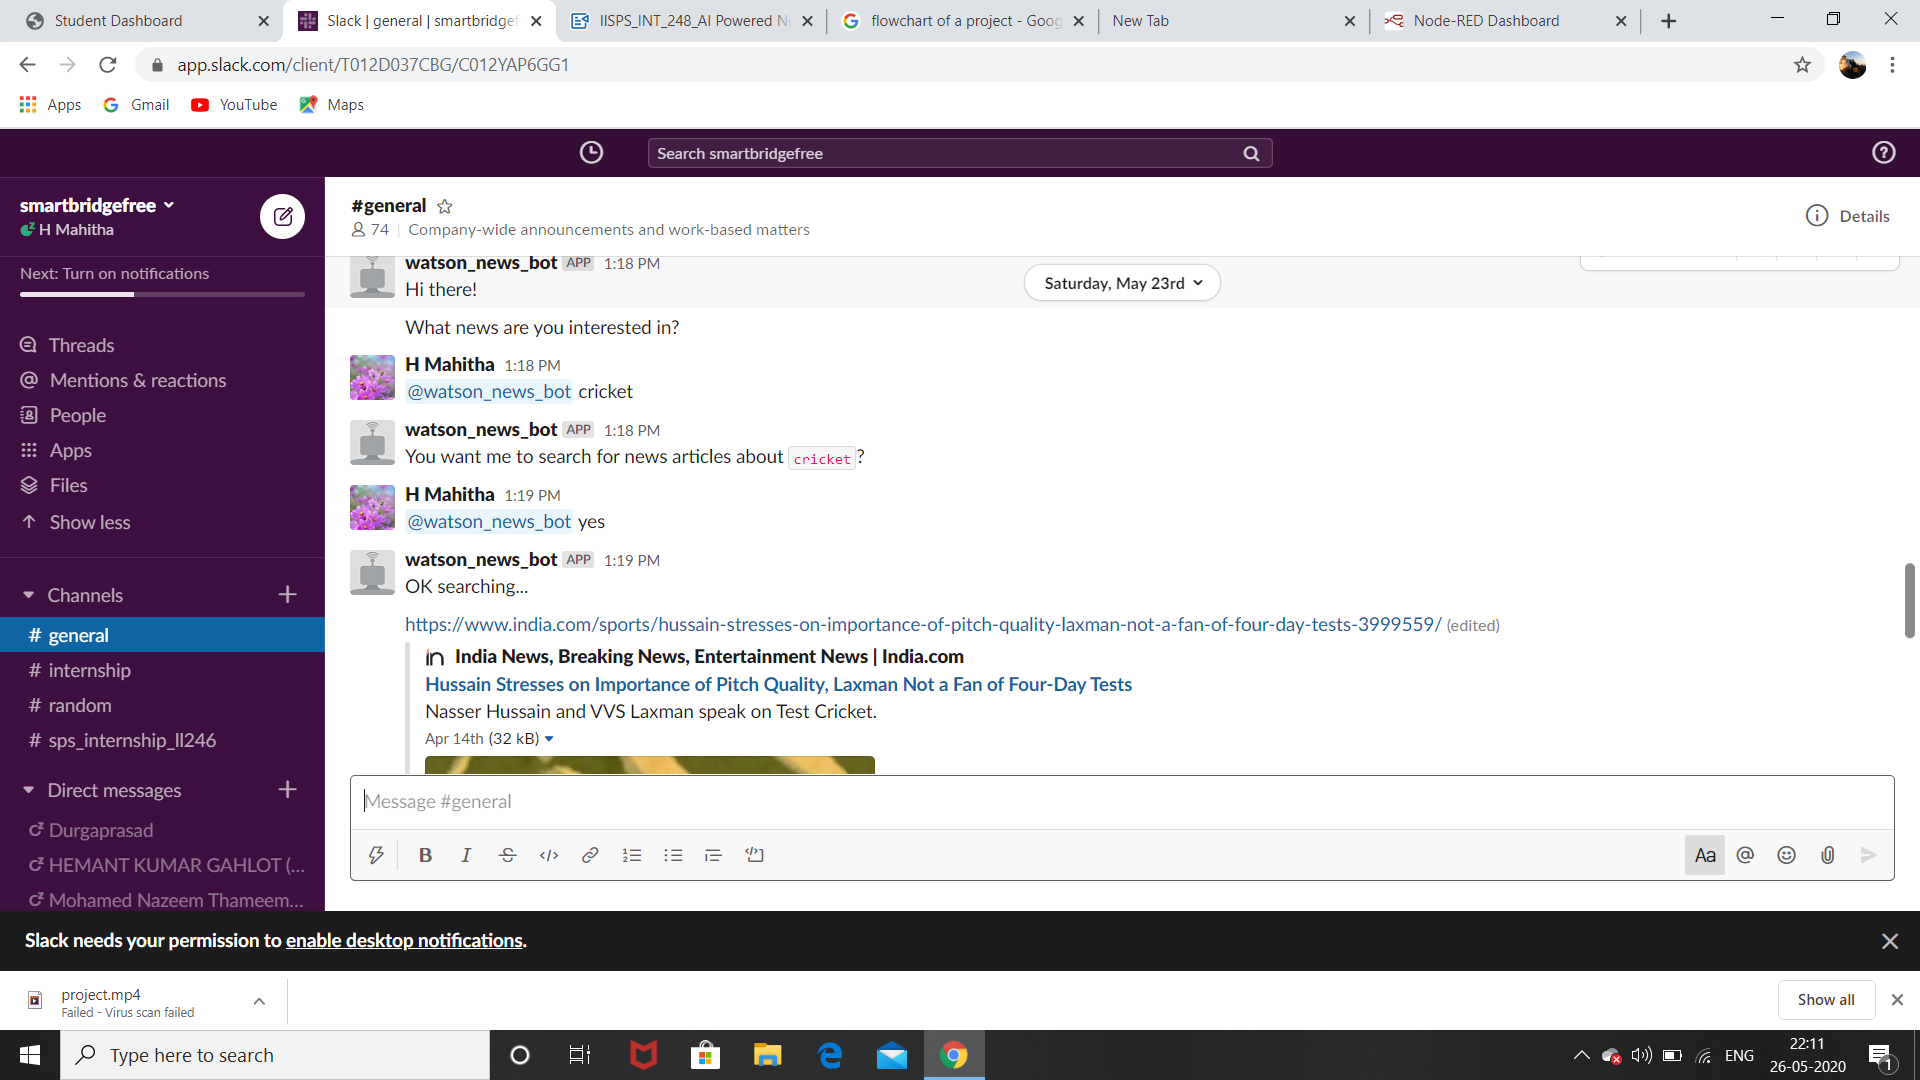 Student Dashboard
Slack | general | smartbridgef
IISPS_INT_248_AI Powered N
flowchart of a project - Goog
New Tab
Node-RED Dashboard
app.slack.com/client/T012D037CBG/C012YAP6GG1
Apps
Gmail
YouTube
Maps
Search smartbridgefree
smartbridgefree
H Mahitha
Next: Turn on notifications
Threads
Mentions & reactions
People
Apps
Files
Show less
Channels
# general
# internship
# random
# sps_internship_ll246
Direct messages
Durgaprasad
HEMANT KUMAR GAHLOT (...
Mohamed Nazeem Thameem...
#general
74 | Company-wide announcements and work-based matters
Details
Saturday, May 23rd
watson_news_bot APP 1:18 PM
Hi there!
What news are you interested in?
H Mahitha 1:18 PM
@watson_news_bot cricket
watson_news_bot APP 1:18 PM
You want me to search for news articles about cricket?
H Mahitha 1:19 PM
@watson_news_bot yes
watson_news_bot APP 1:19 PM
OK searching...
https://www.india.com/sports/hussain-stresses-on-importance-of-pitch-quality-laxman-not-a-fan-of-four-day-tests-3999559/ (edited)
in India News, Breaking News, Entertainment News | India.com
Hussain Stresses on Importance of Pitch Quality, Laxman Not a Fan of Four-Day Tests
Nasser Hussain and VVS Laxman speak on Test Cricket.
Apr 14th (32 kB)
Message #general
B I S </> Aa @
Slack needs your permission to enable desktop notifications.
project.mp4
Failed - Virus scan failed
Show all
Type here to search
ENG
22:11
26-05-2020
1